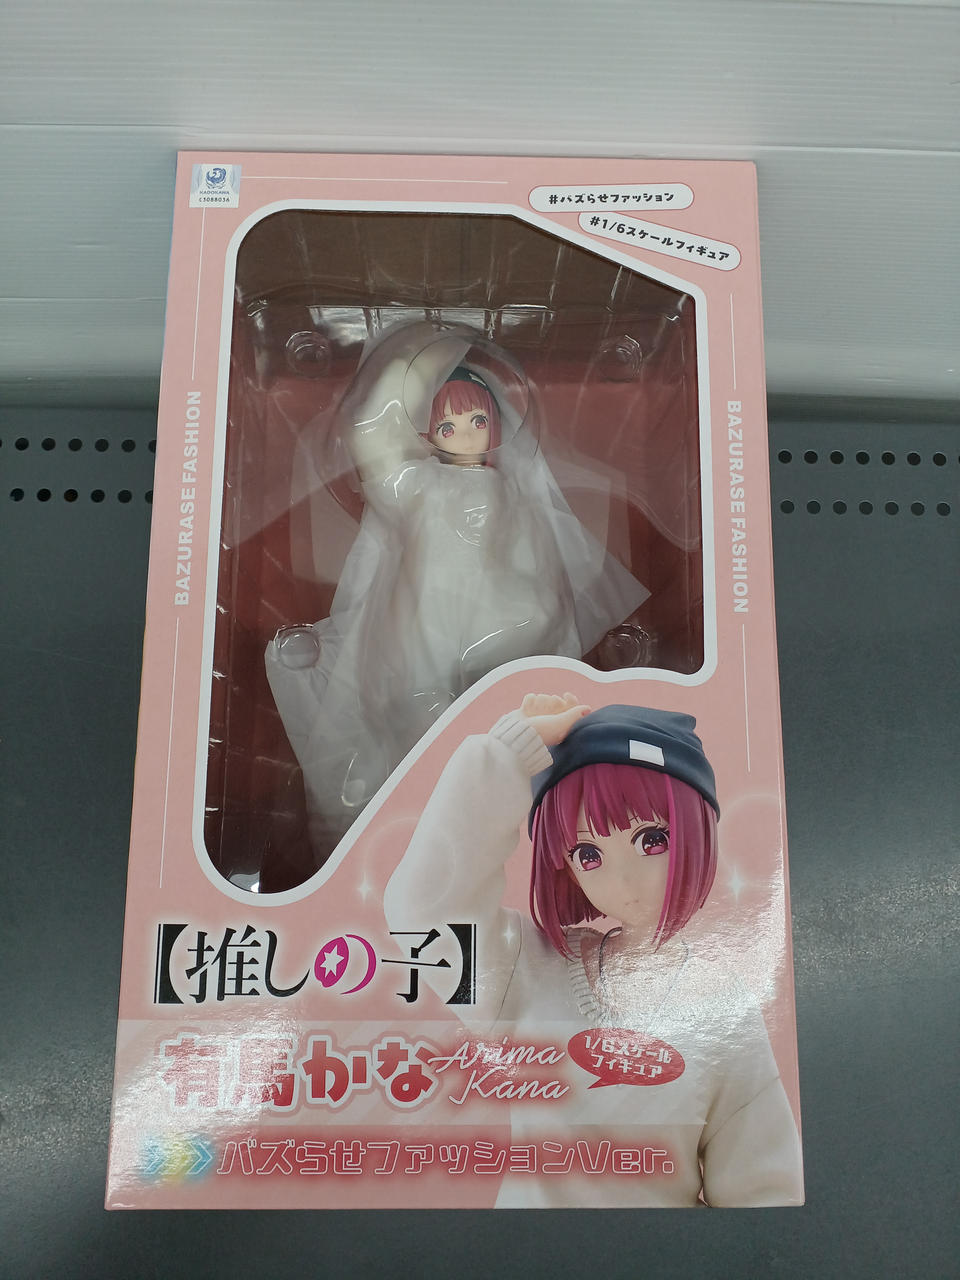 KADOKAWA
C3088036
#バズらせファッション
#1/6スケールフィギュア
BAZURASE FASHION
BAZURASE FASHION
【推しの子】
有馬かな
Arima
Kana
1/6スケール
フィギュア
バズらせファッションVer.